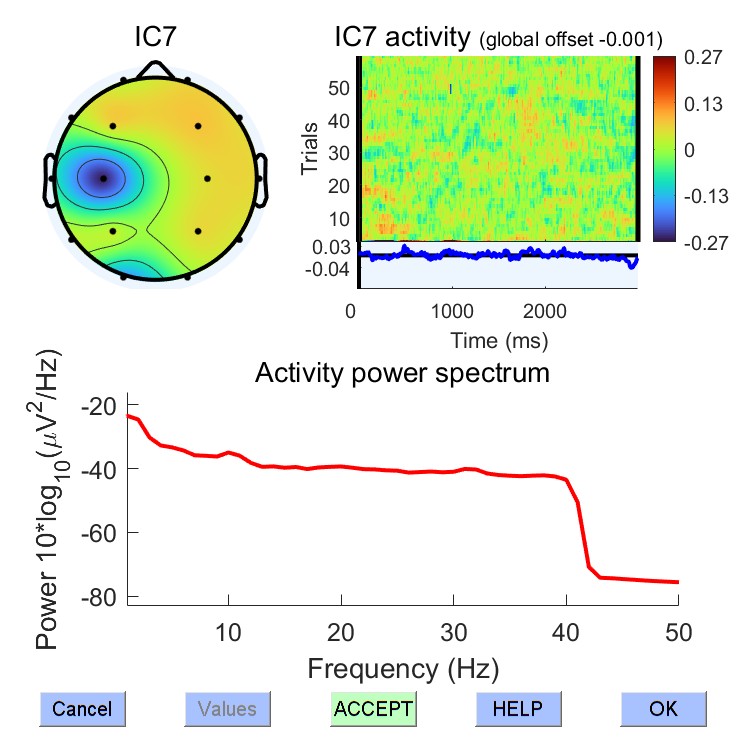 IC7
IC7 activity (global offset -0.001)
Trials
50
40
30
20
10
0.03
-0.04
0.27
0.13
0
-0.13
-0.27
0
1000
2000
Time (ms)
Activity power spectrum
Power 10*log10(μV2/Hz)
-20
-40
-60
-80
10
20
30
40
50
Frequency (Hz)
Cancel
Values
ACCEPT
HELP
OK